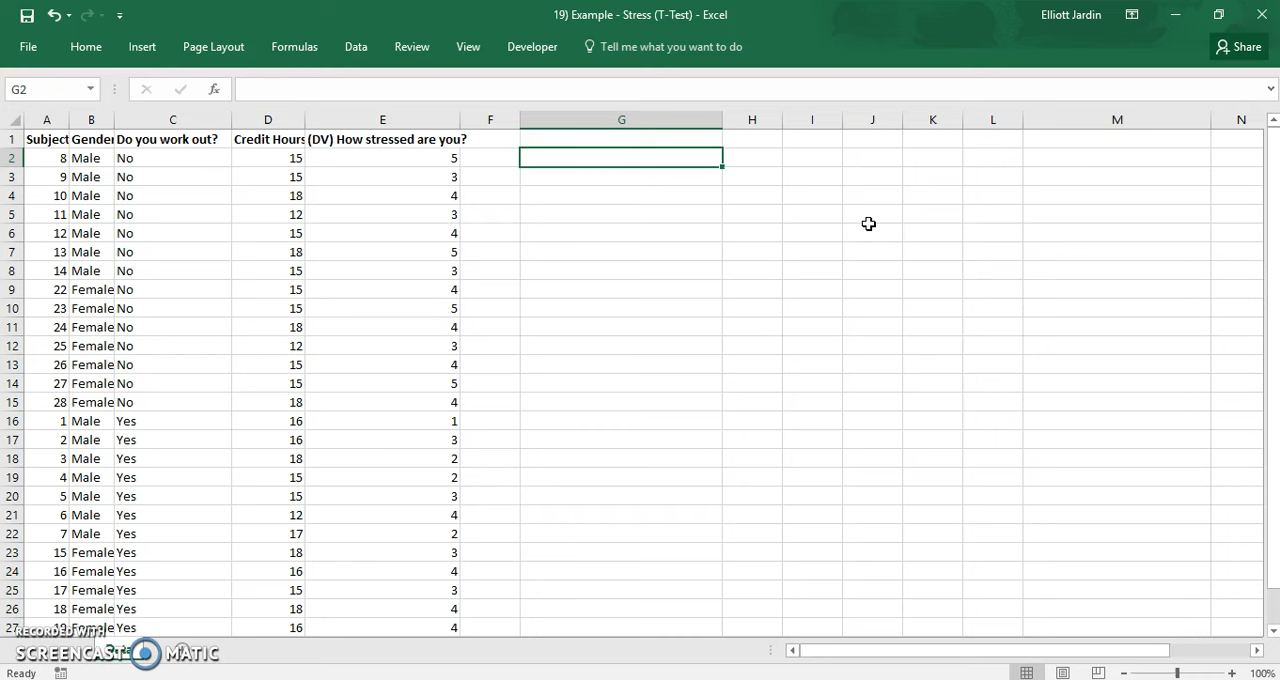 19) Example - Stress (T-Test) - Excel
Elliott Jardin
File Home Insert Page Layout Formulas Data Review View Developer Tell me what you want to do Share
G2 fx
A B C D E F G H I J K L M N
1 Subject Gender Do you work out? Credit Hours (DV) How stressed are you?
2 8 Male No 15 5
3 9 Male No 15 3
4 10 Male No 18 4
5 11 Male No 12 3
6 12 Male No 15 4
7 13 Male No 18 5
8 14 Male No 15 3
9 22 Female No 15 4
10 23 Female No 15 5
11 24 Female No 18 4
12 25 Female No 12 3
13 26 Female No 15 4
14 27 Female No 15 5
15 28 Female No 18 4
16 1 Male Yes 16 1
17 2 Male Yes 16 3
18 3 Male Yes 18 2
19 4 Male Yes 15 2
20 5 Male Yes 15 3
21 6 Male Yes 12 4
22 7 Male Yes 17 2
23 15 Female Yes 18 3
24 16 Female Yes 16 4
25 17 Female Yes 15 3
26 18 Female Yes 18 4
27 19 Female Yes 16 4
RECORDED WITH
SCREENCAST MATIC
Ready 100%